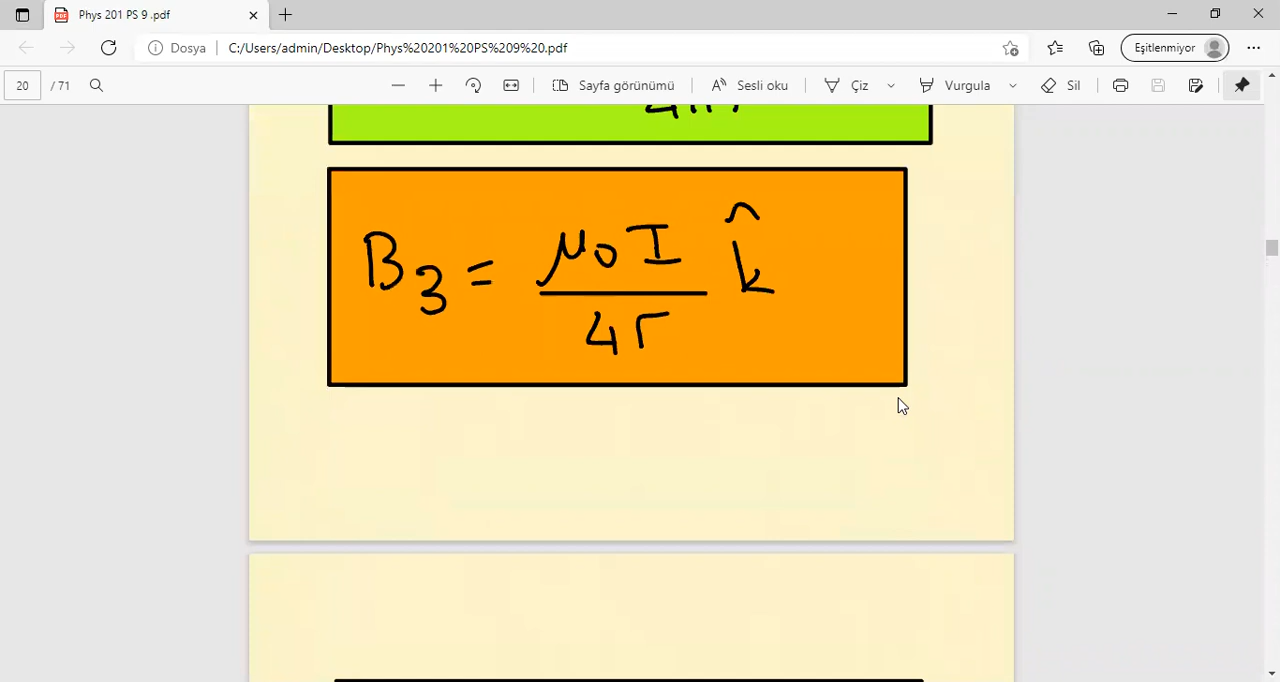 Phys 201 PS 9 .pdf
Dosya
C:/Users/admin/Desktop/Phys%20201%20PS%209%20.pdf
Eşitlenmiyor
20 / 71
Sayfa görünümü
Sesli oku
Çiz
Vurgula
Sil
B₃ = μ₀I / 4r k̂